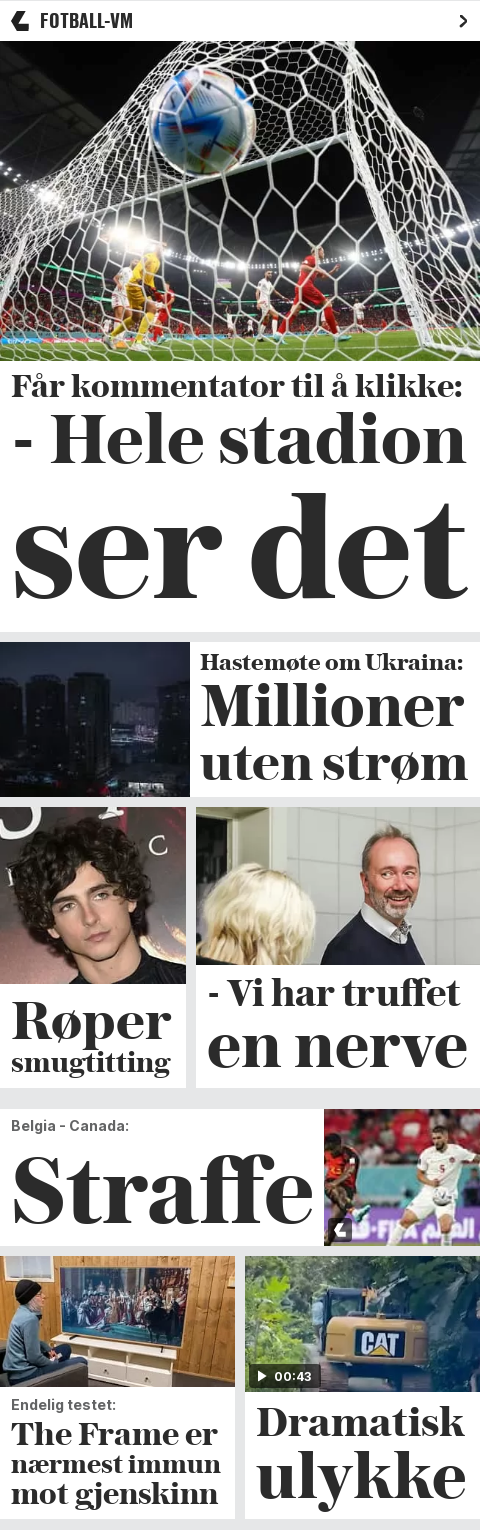 FOTBALL-VM
Får kommentator til å klikke:
- Hele stadion
ser det
Hastemøte om Ukraina:
Millioner
uten strøm
Røper
smugtitting
- Vi har truffet
en nerve
Belgia - Canada:
Straffe
5
CAT
00:43
Endelig testet:
The Frame er
nærmest immun
mot gjenskinn
Dramatisk
ulykke